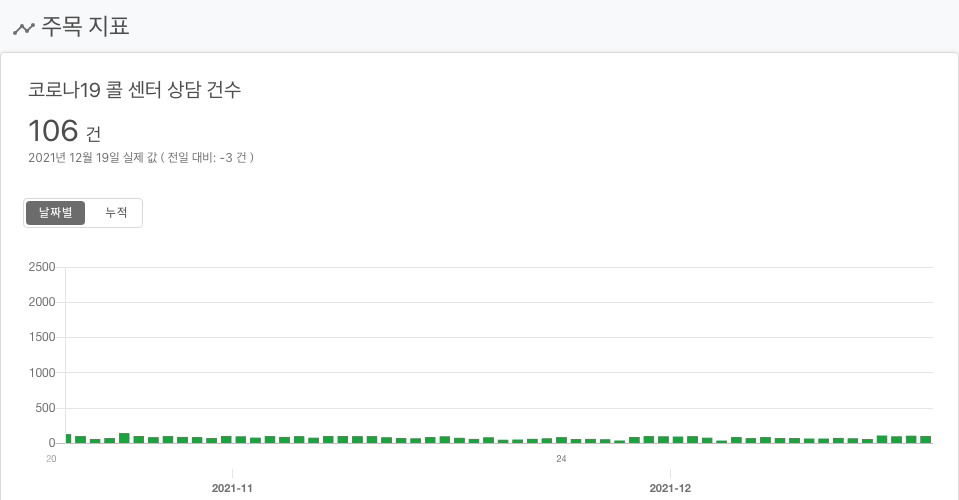 주목 지표
코로나19 콜 센터 상담 건수
106 건
2021년 12월 19일 실제 값 ( 전일 대비: -3 건 )
날짜별 누적
2500
2000
1500
1000
500
0
20 24
2021-11 2021-12